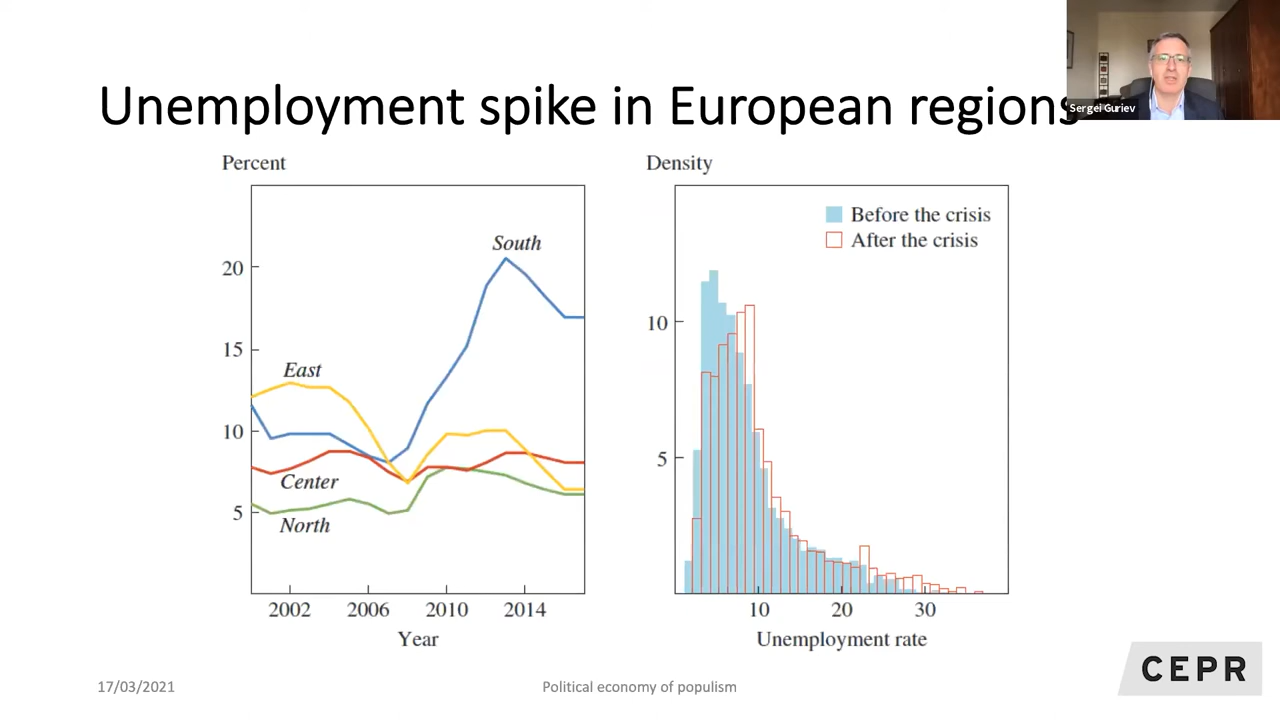 Unemployment spike in European regions
Sergei Guriev
Percent
20
15
10
5
South
East
Center
North
2002 2006 2010 2014
Year
Density
Before the crisis
After the crisis
10
5
10 20 30
Unemployment rate
17/03/2021
Political economy of populism
CEPR